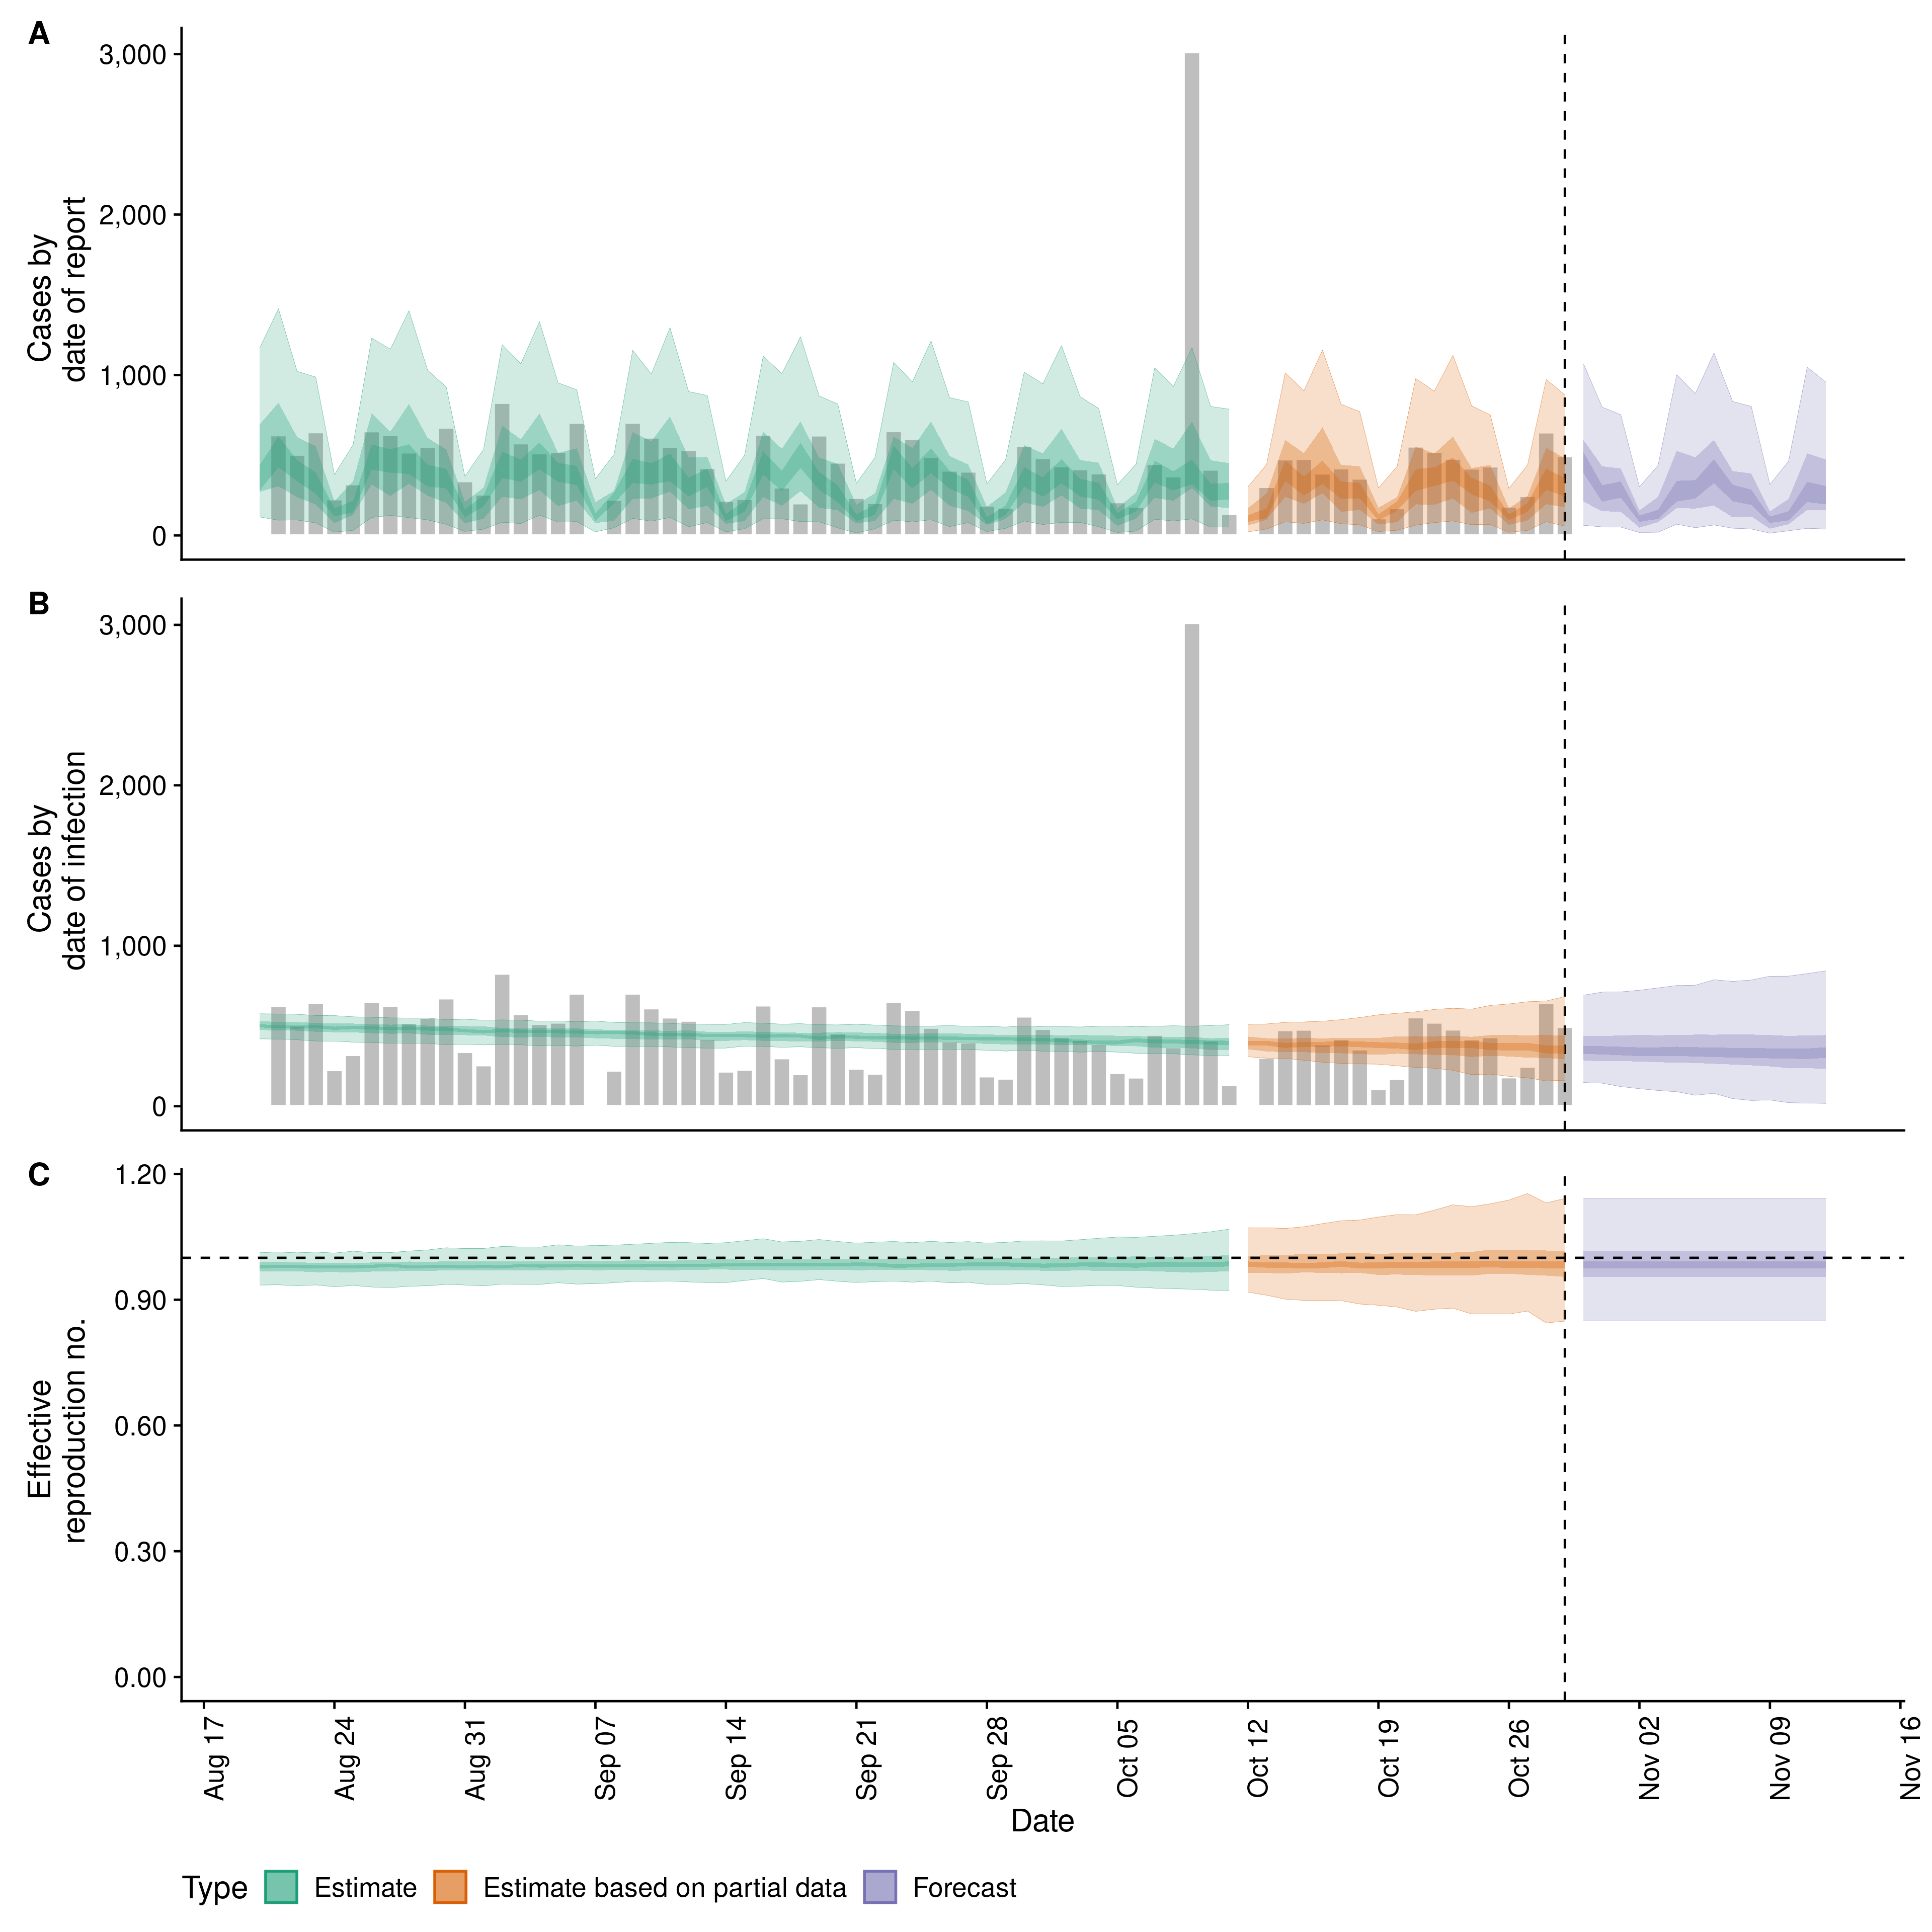 A
3,000
2,000
1,000
0
Cases by
date of report
B
3,000
2,000
1,000
0
Cases by
date of infection
C
1.20
0.90
0.60
0.30
0.00
Effective
reproduction no.
Aug 17
Aug 24
Aug 31
Sep 07
Sep 14
Sep 21
Sep 28
Oct 05
Oct 12
Oct 19
Oct 26
Nov 02
Nov 09
Nov 16
Date
Type Estimate Estimate based on partial data Forecast